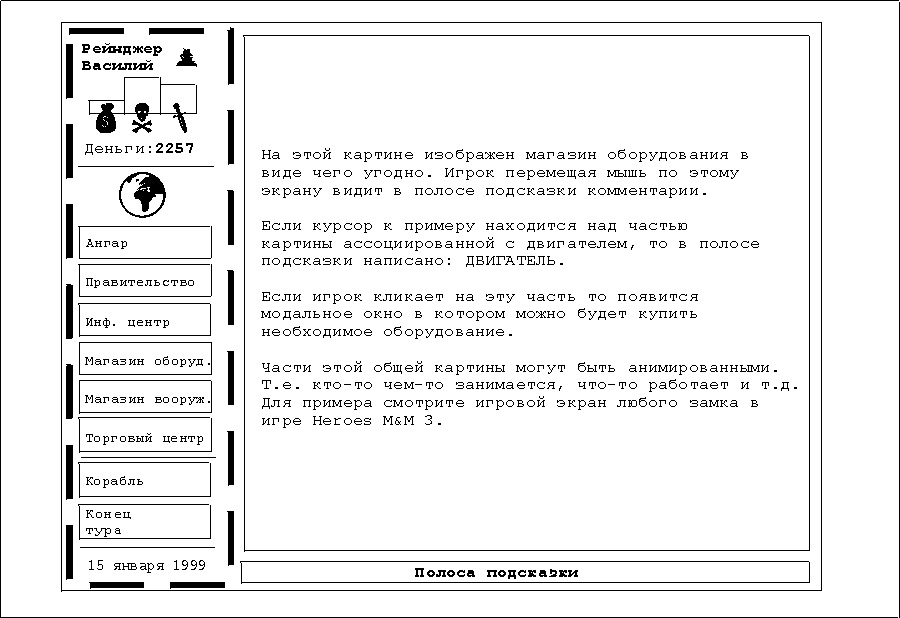 Рейнджер
Василий
Деньги:2257
Ангар
Правительство
Инф. центр
Магазин оборуд.
Магазин вооруж.
Торговый центр
Корабль
Конец
тура
15 января 1999
На этой картине изображен магазин оборудования в
виде чего угодно. Игрок перемещая мышь по этому
экрану видит в полосе подсказки комментарии.
Если курсор к примеру находится над частью
картины ассоциированной с двигателем, то в полосе
подсказки написано: ДВИГАТЕЛЬ.
Если игрок кликает на эту часть то появится
модальное окно в котором можно будет купить
необходимое оборудование.
Части этой общей картины могут быть анимированными.
Т.е. кто-то чем-то занимается, что-то работает и т.д.
Для примера смотрите игровой экран любого замка в
игре Heroes M&M 3.
Полоса подсказки